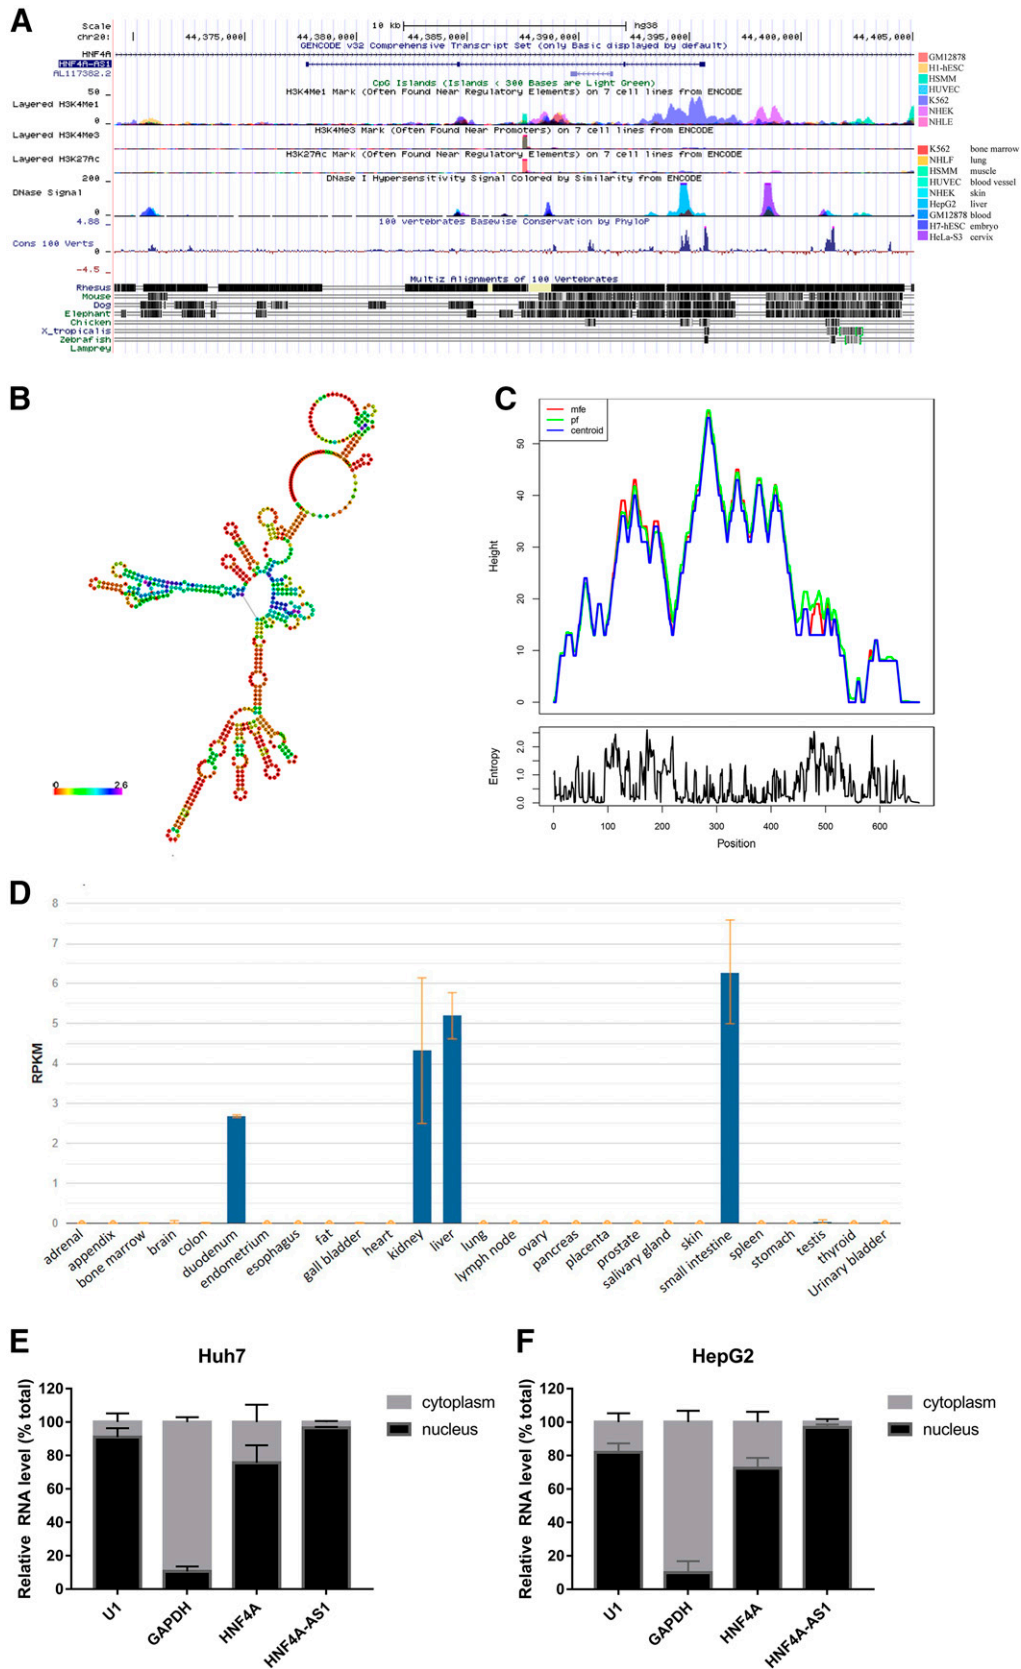 A
Scale
10 kb
hg38
chr20:
44,375,000
44,380,000
44,385,000
44,390,000
44,395,000
44,400,000
44,405,000
GENCODE v32 Comprehensive Transcript Set (only Basic displayed by default)
HNF4A
HNF4A-AS1
AL117382.2
CpG Islands (Islands < 300 Bases are Light Green)
H3K4Me1 Mark (Often Found Near Regulatory Elements) on 7 cell lines from ENCODE
50
Layered H3K4Me1
0
H3K4Me3 Mark (Often Found Near Promoters) on 7 cell lines from ENCODE
Layered H3K4Me3
H3K27Ac Mark (Often Found Near Regulatory Elements) on 7 cell lines from ENCODE
Layered H3K27Ac
DNase I Hypersensitivity Signal Colored by Similarity from ENCODE
200
DNase Signal
0
100 vertebrates Basewise Conservation by PhyloP
4.88
Cons 100 Verts
0
-4.5
Multiz Alignments of 100 Vertebrates
Rhesus
Mouse
Dog
Elephant
Chicken
X_tropicalis
Zebrafish
Lamprey
GM12878
H1-hESC
HSMM
HUVEC
K562
NHEK
NHLE
K562 bone marrow
NHLF lung
HSMM muscle
HUVEC blood vessel
NHEK skin
HepG2 liver
GM12878 blood
H7-hESC embryo
HeLa-S3 cervix
B
0
2.6
C
mfe
pf
centroid
Height
50
40
30
20
10
0
Entropy
2.0
1.0
0.0
0 100 200 300 400 500 600
Position
D
RPKM
8
7
6
5
4
3
2
1
0
adrenal
appendix
bone marrow
brain
colon
duodenum
endometrium
esophagus
fat
gall bladder
heart
kidney
liver
lung
lymph node
ovary
pancreas
placenta
prostate
salivary gland
skin
small intestine
spleen
stomach
testis
thyroid
Urinary bladder
E
Huh7
Relative RNA level (% total)
120
100
80
60
40
20
0
cytoplasm
nucleus
U1
GAPDH
HNF4A
HNF4A-AS1
F
HepG2
Relative RNA level (% total)
120
100
80
60
40
20
0
cytoplasm
nucleus
U1
GAPDH
HNF4A
HNF4A-AS1